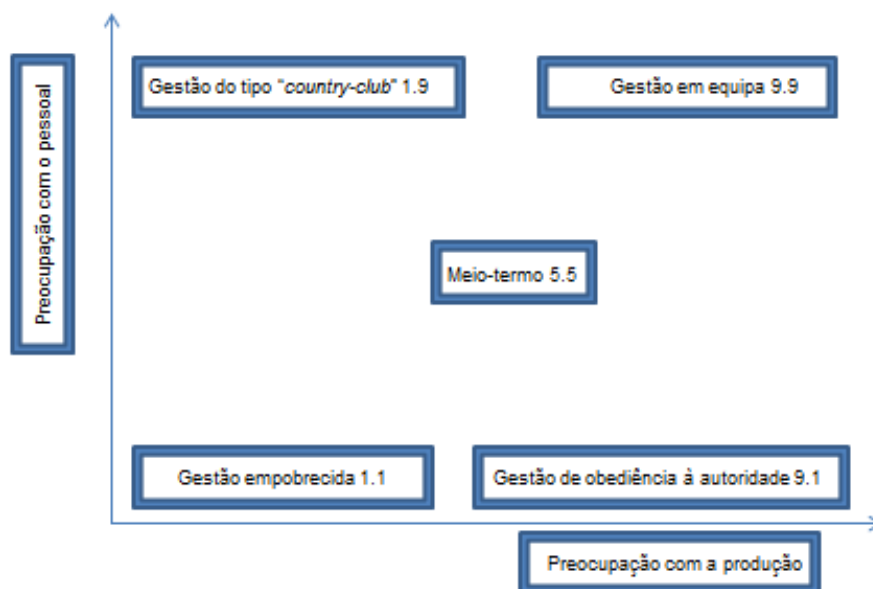 Preocupação com o pessoal
Gestão do tipo "country-club" 1.9
Gestão em equipa 9.9
Meio-termo 5.5
Gestão empobrecida 1.1
Gestão de obediência à autoridade 9.1
Preocupação com a produção